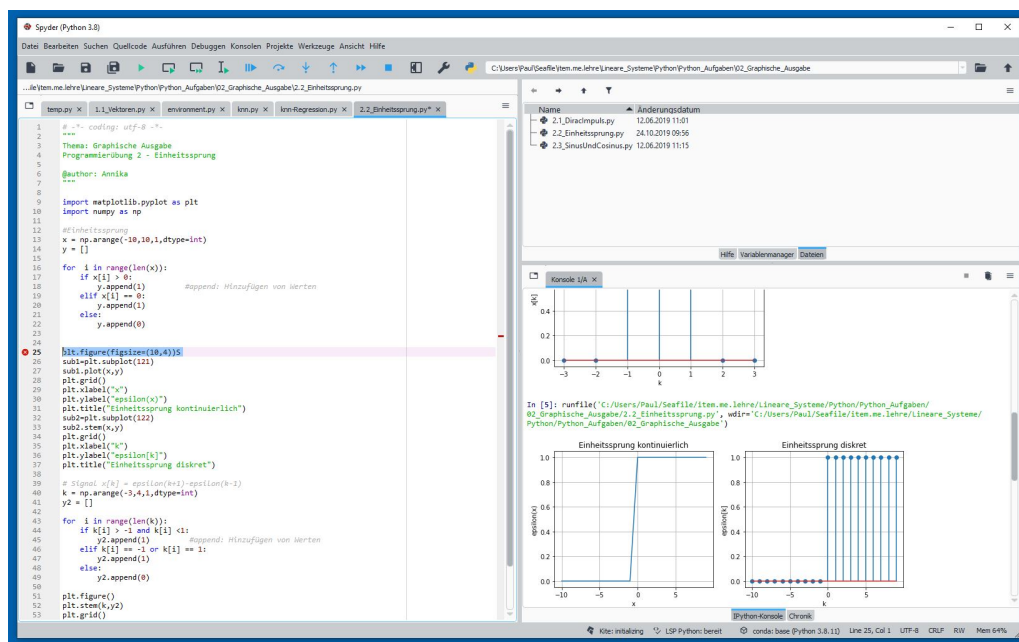 Spyder (Python 3.8)
Datei Bearbeiten Suchen Quellcode Ausführen Debuggen Konsolen Projekte Werkzeuge Ansicht Hilfe
C:\Users\Paul\Seafile\item.me.lehre\Lineare_Systeme\Python\Python_Aufgaben\02_Graphische_Ausgabe
...ile\item.me.lehre\Lineare_Systeme\Python\Python_Aufgaben\02_Graphische_Ausgabe\2.2_Einheitssprung.py
temp.py 1.1_Vektoren.py environment.py knn.py knn-Regression.py 2.2_Einheitssprung.py*
1 # -*- coding: utf-8 -*-
2 """
3 Thema: Graphische Ausgabe
4 Programmierübung 2 - Einheitssprung
5
6 @author: Annika
7 """
8
9 import matplotlib.pyplot as plt
10 import numpy as np
11
12 #Einheitssprung
13 x = np.arange(-10,10,1,dtype=int)
14 y = []
15
16 for i in range(len(x)):
17 if x[i] > 0:
18 y.append(1) #append: Hinzufügen von Werten
19 elif x[i] == 0:
20 y.append(1)
21 else:
22 y.append(0)
23
24
25 plt.figure(figsize=(10,4))5
26 sub1=plt.subplot(121)
27 sub1.plot(x,y)
28 plt.grid()
29 plt.xlabel("x")
30 plt.ylabel("epsilon(x)")
31 plt.title("Einheitssprung kontinuierlich")
32 sub2=plt.subplot(122)
33 sub2.stem(x,y)
34 plt.grid()
35 plt.xlabel("k")
36 plt.ylabel("epsilon[k]")
37 plt.title("Einheitssprung diskret")
38
39 # Signal x[k] = epsilon(k+1)-epsilon(k-1)
40 k = np.arange(-3,4,1,dtype=int)
41 y2 = []
42
43 for i in range(len(k)):
44 if k[i] > -1 and k[i] <1:
45 y2.append(1) #append: Hinzufügen von Werten
46 elif k[i] == -1 or k[i] == 1:
47 y2.append(1)
48 else:
49 y2.append(0)
50
51 plt.figure()
52 plt.stem(k,y2)
53 plt.grid()
Name Änderungsdatum
2.1_DiracImpuls.py 12.06.2019 11:01
2.2_Einheitssprung.py 24.10.2019 09:56
2.3_SinusUndCosinus.py 12.06.2019 11:15
Hilfe Variablenmanager Dateien
Konsole 1/A
x[k]
0.4
0.2
0.0
-3 -2 -1 0 1 2 3
k
In [5]: runfile('C:/Users/Paul/Seafile/item.me.lehre/Lineare_Systeme/Python/Python_Aufgaben/
02_Graphische_Ausgabe/2.2_Einheitssprung.py', wdir='C:/Users/Paul/Seafile/item.me.lehre/Lineare_Systeme/
Python/Python_Aufgaben/02_Graphische_Ausgabe')
Einheitssprung kontinuierlich
epsilon(x)
1.0
0.8
0.6
0.4
0.2
0.0
-10 -5 0 5
x
Einheitssprung diskret
epsilon[k]
1.0
0.8
0.6
0.4
0.2
0.0
-10 -5 0 5
k
IPython-Konsole Chronik
Kite: initializing LSP Python: bereit conda: base (Python 3.8.11) Line 25, Col 1 UTF-8 CRLF RW Mem 64%